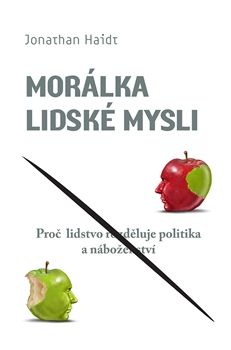 Jonathan Haidt
MORÁLKA
LIDSKÉ MYSLI
Proč lidstvo rozděluje politika
a náboženství